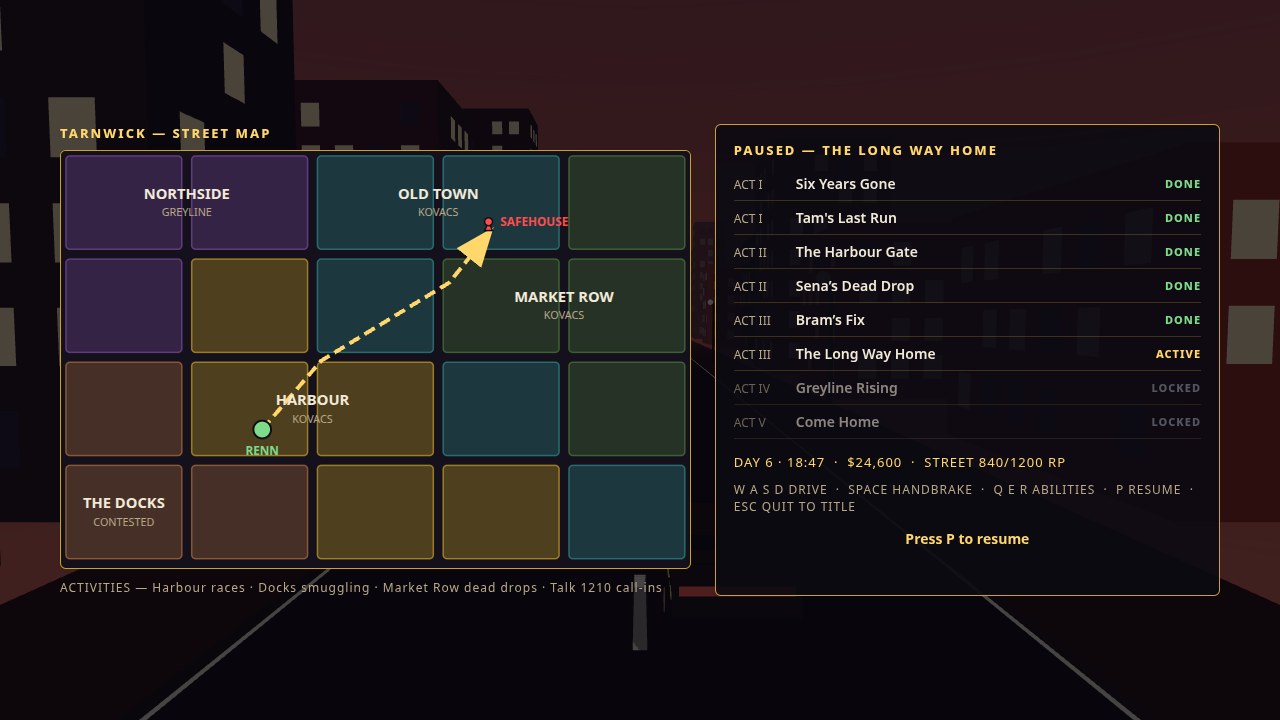 TARNWICK — STREET MAP
NORTHSIDE
GREYLINE
OLD TOWN
KOVACS
SAFEHOUSE
MARKET ROW
KOVACS
HARBOUR
KOVACS
RENN
THE DOCKS
CONTESTED
ACTIVITIES — Harbour races · Docks smuggling · Market Row dead drops · Talk 1210 call-ins
PAUSED — THE LONG WAY HOME
ACT I Six Years Gone DONE
ACT I Tam's Last Run DONE
ACT II The Harbour Gate DONE
ACT II Sena’s Dead Drop DONE
ACT III Bram’s Fix DONE
ACT III The Long Way Home ACTIVE
ACT IV Greyline Rising LOCKED
ACT V Come Home LOCKED
DAY 6 · 18:47 · $24,600 · STREET 840/1200 RP
W A S D DRIVE · SPACE HANDBRAKE · Q E R ABILITIES · P RESUME ·
ESC QUIT TO TITLE
Press P to resume